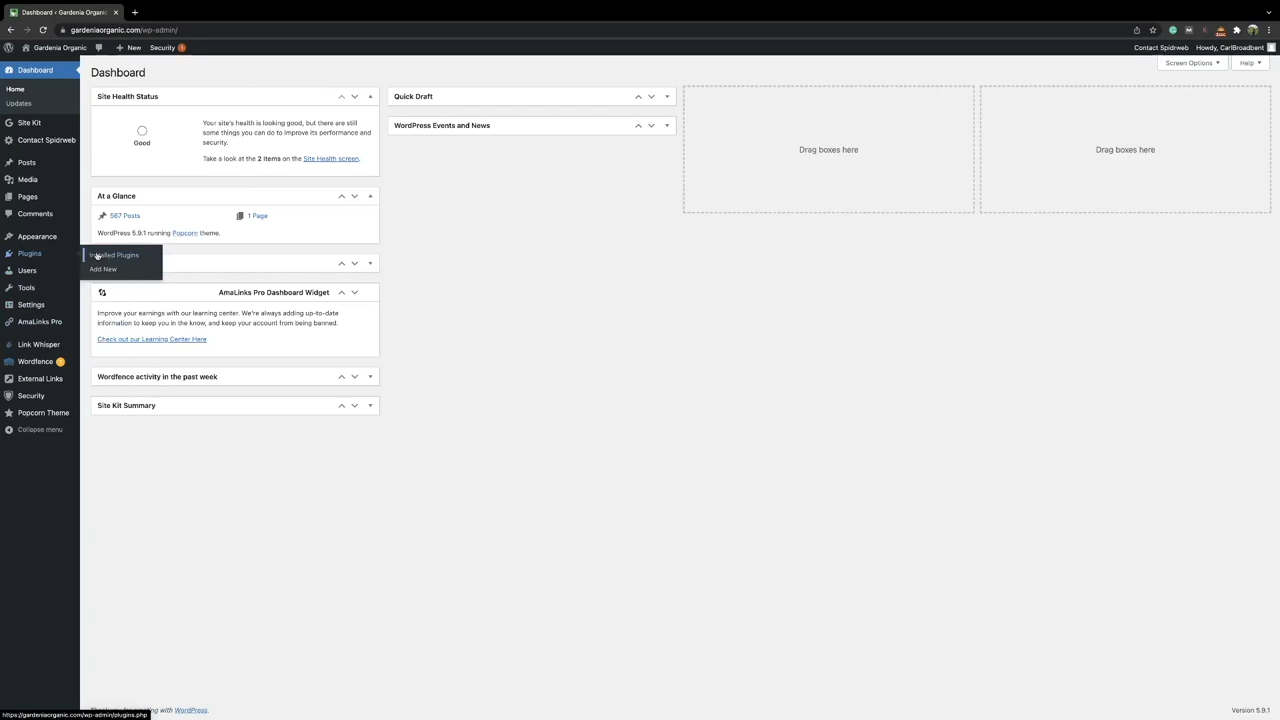 Dashboard ‹ Gardenia Organic
gardeniaorganic.com/wp-admin/
Gardenia Organic
New
Security 1
Contact Spidrweb
Howdy, CarlBroadbent
Dashboard
Home
Updates
Site Kit
Contact Spidrweb
Posts
Media
Pages
Comments
Appearance
Plugins
Installed Plugins
Add New
Users
Tools
Settings
AmaLinks Pro
Link Whisper
Wordfence 1
External Links
Security
Popcorn Theme
Collapse menu
Dashboard
Screen Options
Help
Site Health Status
Good
Your site's health is looking good, but there are
still some things you can do to improve its performance and
security.
Take a look at the 2 items on the Site Health screen.
At a Glance
567 Posts
1 Page
WordPress 5.9.1 running Popcorn theme.
AmaLinks Pro Dashboard Widget
Improve your earnings with our learning center. We're always adding up-to-date
information to keep you in the know, and keep your account from being banned.
Check out our Learning Center Here
Wordfence activity in the past week
Site Kit Summary
Quick Draft
WordPress Events and News
Drag boxes here
Drag boxes here
with WordPress.
Version 5.9.1
https://gardeniaorganic.com/wp-admin/plugins.php